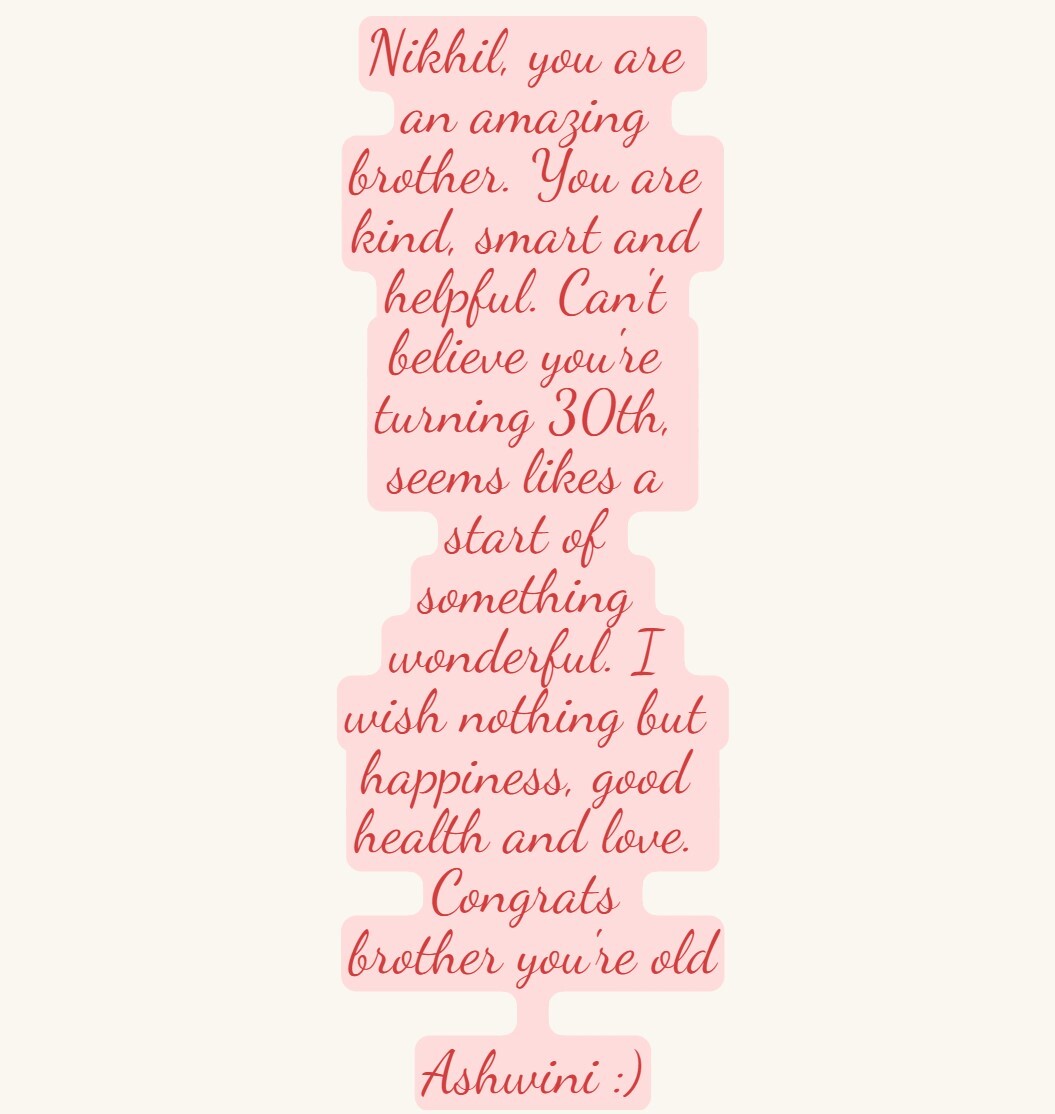 Nikhil, you are
an amazing
brother. You are
kind, smart and
helpful. Can't
believe you're
turning 30th,
seems likes a
start of
something
wonderful. I
wish nothing but
happiness, good
health and love.
Congrats
brother you're old
Ashwini :)